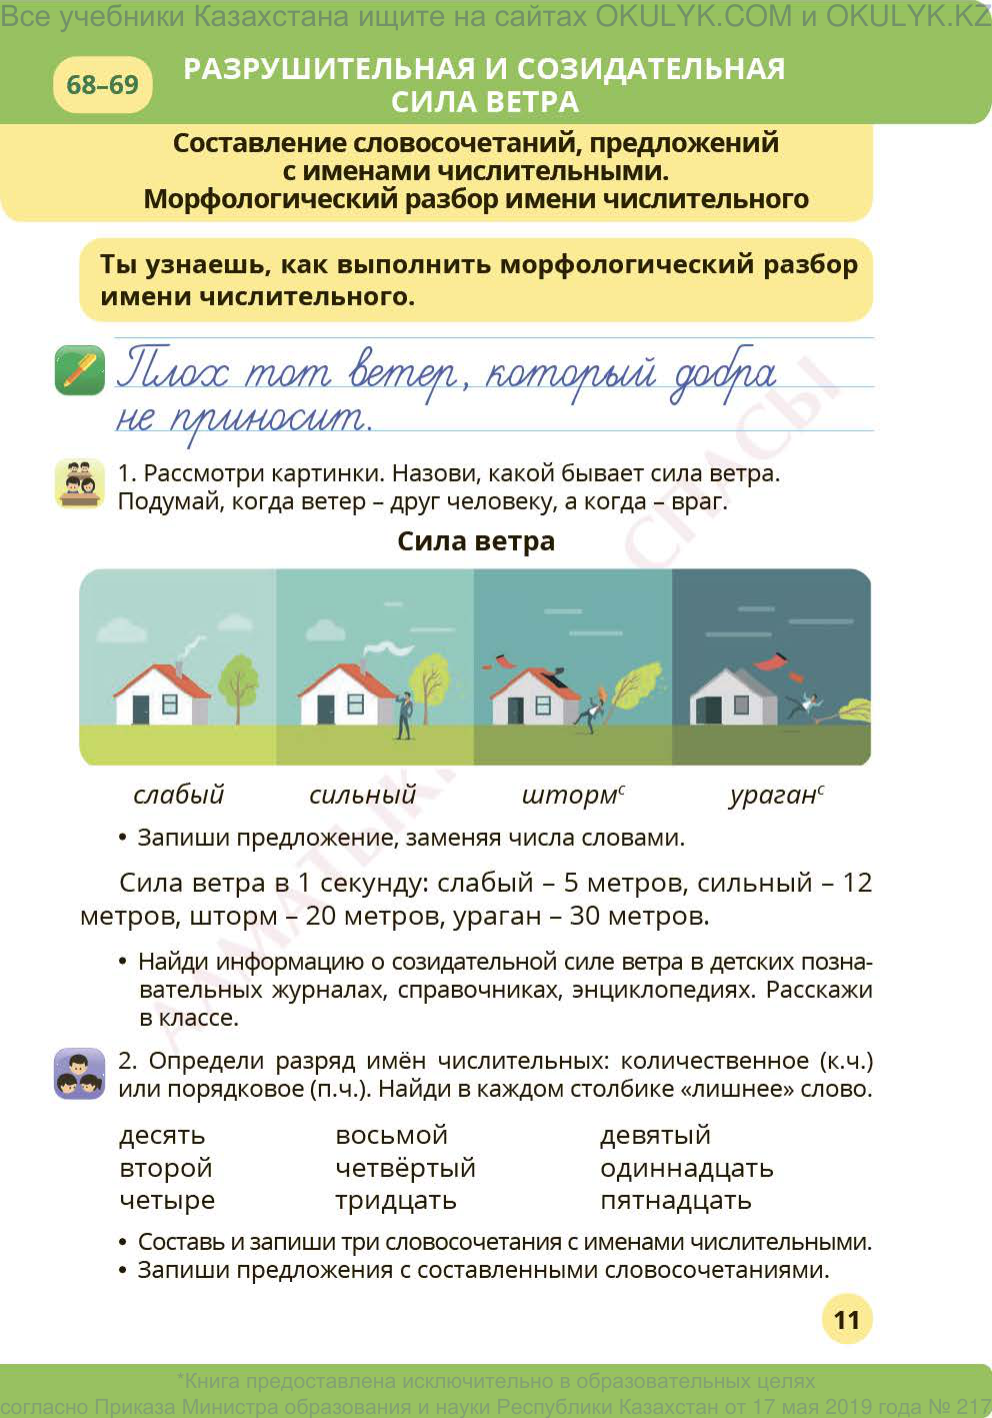 Все учебники Казахстана ищите на сайтах OKULYK.COM и OKULYK.KZ
68–69
РАЗРУШИТЕЛЬНАЯ И СОЗИДАТЕЛЬНАЯ
СИЛА ВЕТРА
Составление словосочетаний, предложений
с именами числительными.
Морфологический разбор имени числительного
Ты узнаешь, как выполнить морфологический разбор
имени числительного.
Плох тот ветер, который добра
не приносит.
1. Рассмотри картинки. Назови, какой бывает сила ветра.
Подумай, когда ветер – друг человеку, а когда – враг.
Сила ветра
слабый сильный штормᶜ ураганᶜ
• Запиши предложение, заменяя числа словами.
Сила ветра в 1 секунду: слабый – 5 метров, сильный – 12
метров, шторм – 20 метров, ураган – 30 метров.
• Найди информацию о созидательной силе ветра в детских позна-
вательных журналах, справочниках, энциклопедиях. Расскажи
в классе.
2. Определи разряд имён числительных: количественное (к.ч.)
или порядковое (п.ч.). Найди в каждом столбике «лишнее» слово.
десять восьмой девятый
второй четвёртый одиннадцать
четыре тридцать пятнадцать
• Составь и запиши три словосочетания с именами числительными.
• Запиши предложения с составленными словосочетаниями.
11
*Книга предоставлена исключительно в образовательных целях
согласно Приказа Министра образования и науки Республики Казахстан от 17 мая 2019 года № 217